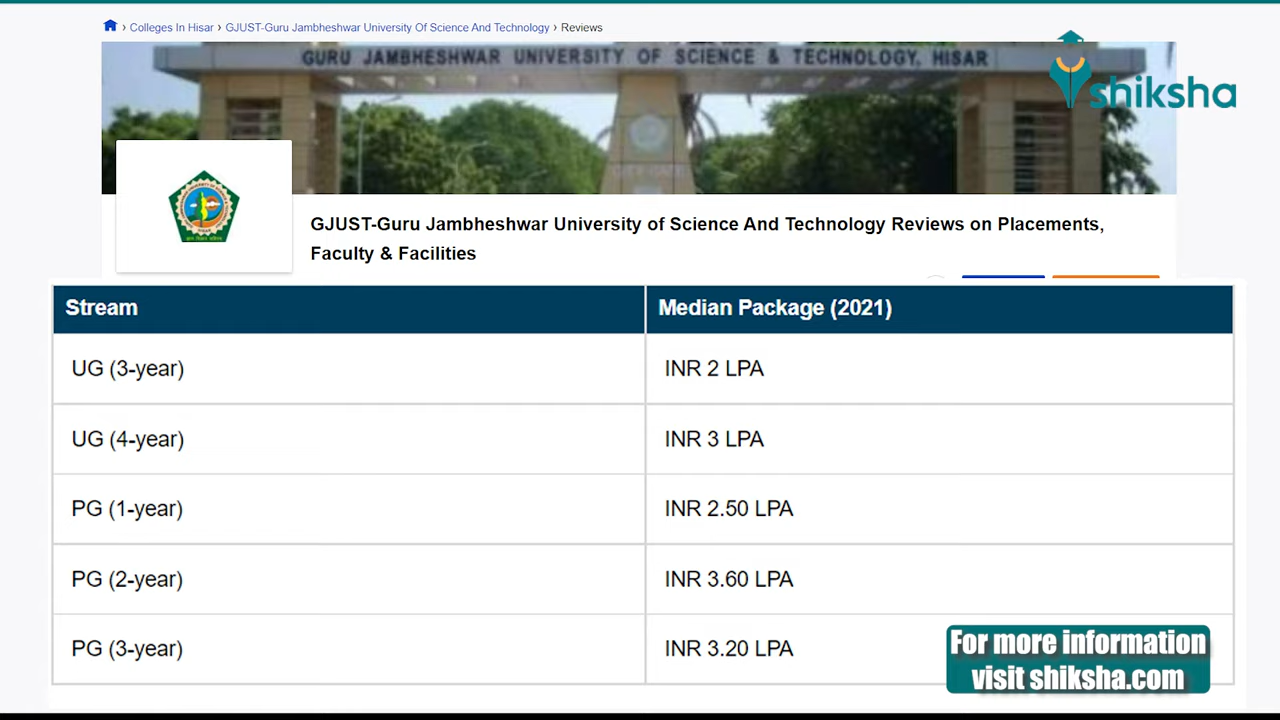 › Colleges In Hisar › GJUST-Guru Jambheshwar University Of Science And Technology › Reviews
GURU JAMBHESHWAR UNIVERSITY OF SCIENCE & TECHNOLOGY, HISAR
shiksha
GJUST-Guru Jambheshwar University of Science And Technology Reviews on Placements,
Faculty & Facilities
Stream Median Package (2021)
UG (3-year) INR 2 LPA
UG (4-year) INR 3 LPA
PG (1-year) INR 2.50 LPA
PG (2-year) INR 3.60 LPA
PG (3-year) INR 3.20 LPA
For more information
visit shiksha.com